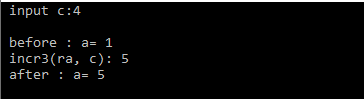 input c:4
before : a= 1
incr3(ra, c): 5
after : a= 5